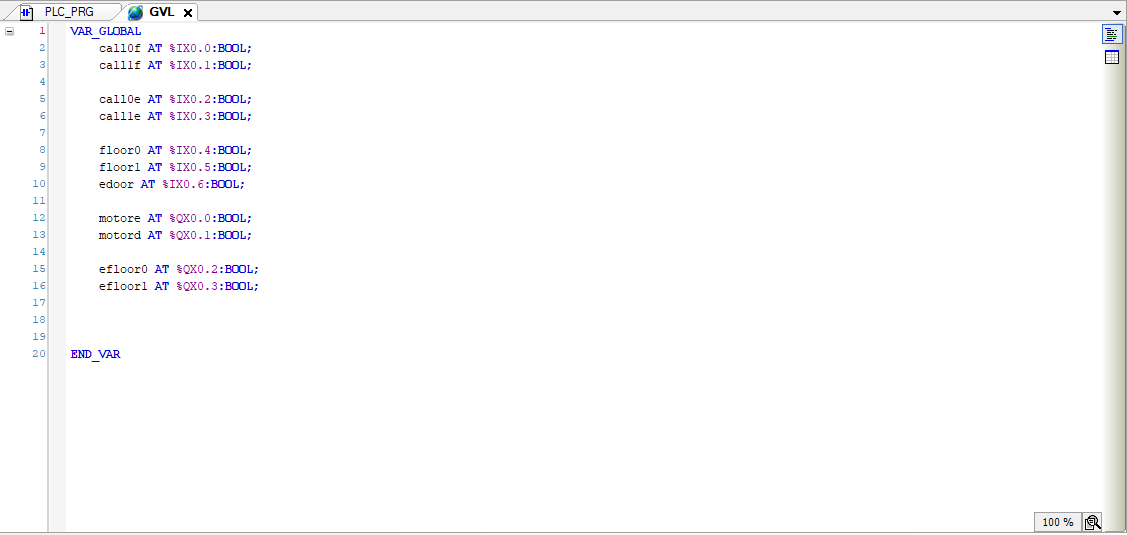 PLC_PRG
GVL
1 VAR_GLOBAL
2 call0f AT %IX0.0:BOOL;
3 call1f AT %IX0.1:BOOL;
4
5 call0e AT %IX0.2:BOOL;
6 call1e AT %IX0.3:BOOL;
7
8 floor0 AT %IX0.4:BOOL;
9 floor1 AT %IX0.5:BOOL;
10 edoor AT %IX0.6:BOOL;
11
12 motore AT %QX0.0:BOOL;
13 motord AT %QX0.1:BOOL;
14
15 efloor0 AT %QX0.2:BOOL;
16 efloor1 AT %QX0.3:BOOL;
17
18
19
20 END_VAR
100 %